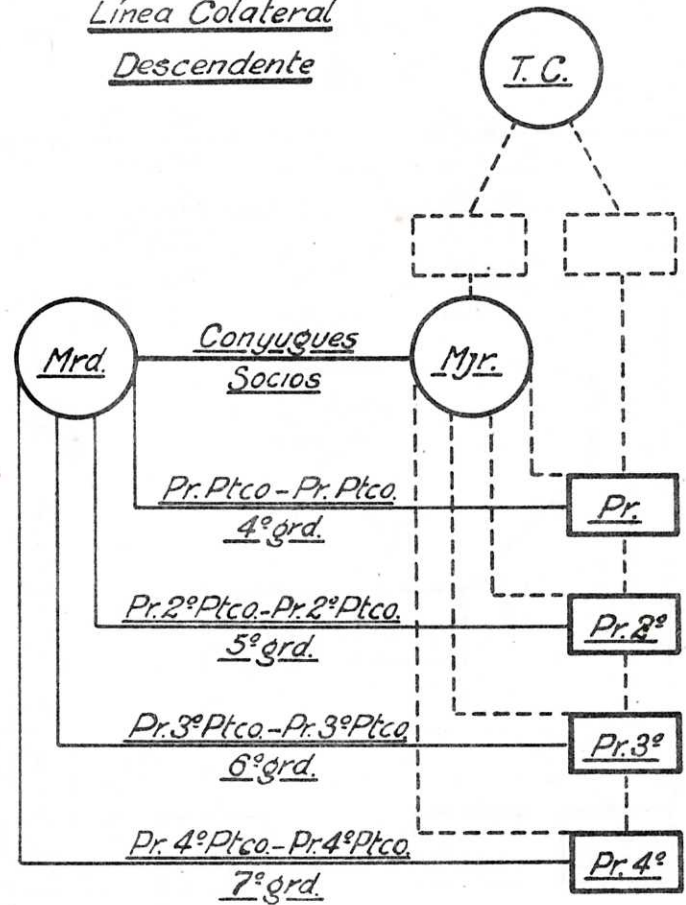 Línea Colateral
Descendente
T. C.
Mrd.
Conyugues
Socios
Mjr.
Pr. Ptco - Pr. Ptco.
4º grd.
Pr.
Pr. 2º Ptco. - Pr. 2º Ptco.
5º grd.
Pr. 2º
Pr. 3º Ptco. - Pr. 3º Ptco
6º grd.
Pr. 3º
Pr. 4º Ptco. - Pr 4º Ptco.
7º grd.
Pr. 4º